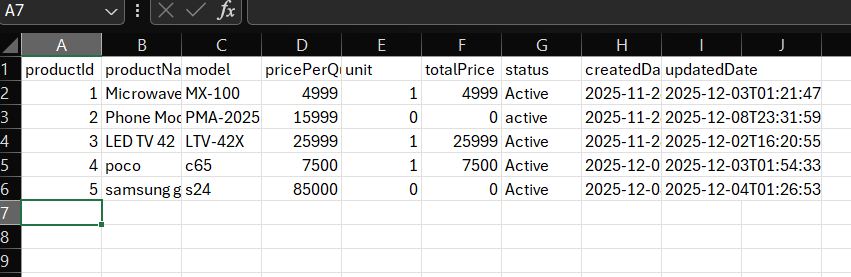 A7 fx
A B C D E F G H I J
1 productId productNa model pricePerQu unit totalPrice status createdDa updatedDate
2 1 Microwave MX-100 4999 1 4999 Active 2025-11-2 2025-12-03T01:21:47
3 2 Phone Moc PMA-2025 15999 0 0 active 2025-11-2 2025-12-08T23:31:59
4 3 LED TV 42 LTV-42X 25999 1 25999 Active 2025-11-2 2025-12-02T16:20:55
5 4 poco c65 7500 1 7500 Active 2025-12-0 2025-12-03T01:54:33
6 5 samsung g s24 85000 0 0 Active 2025-12-0 2025-12-04T01:26:53
7
8
9